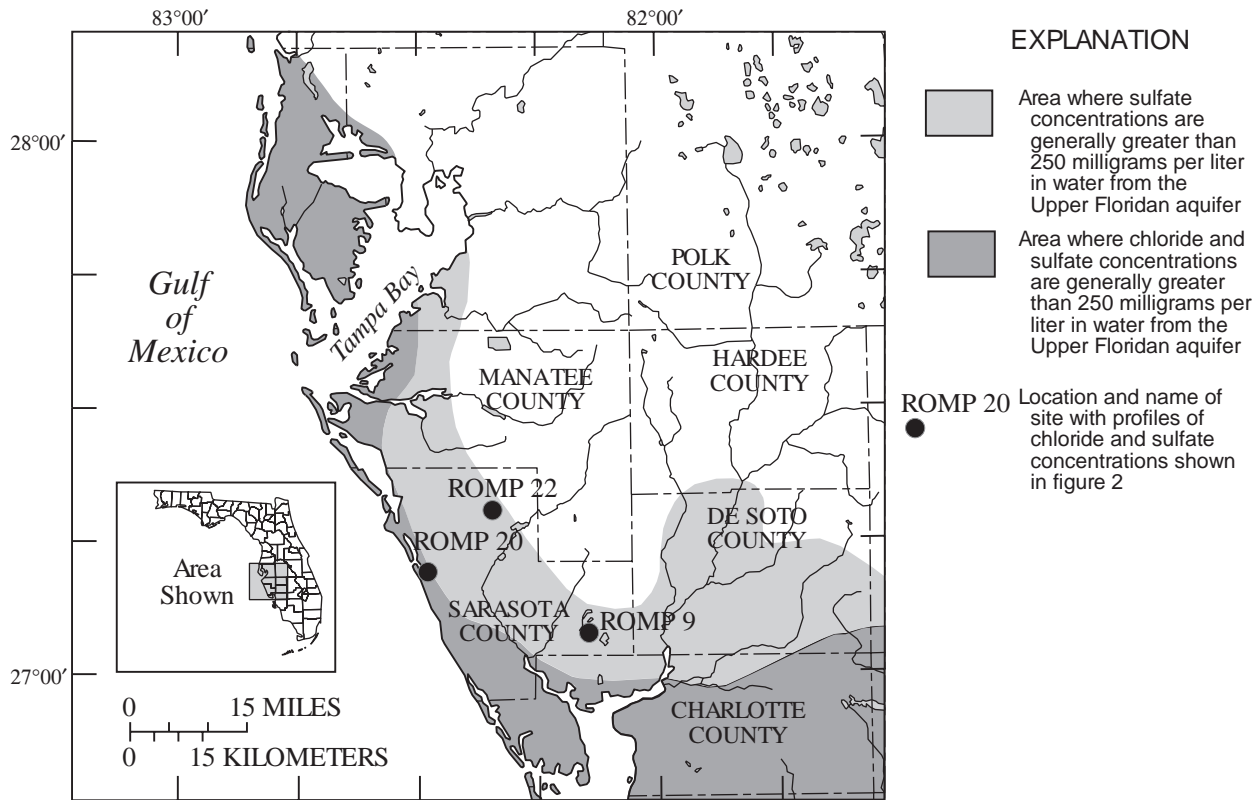 83°00′
82°00′
28°00′
27°00′
Gulf
of
Mexico
Tampa Bay
POLK
COUNTY
HARDEE
COUNTY
MANATEE
COUNTY
ROMP 22
DE SOTO
COUNTY
ROMP 20
SARASOTA
COUNTY
ROMP 9
CHARLOTTE
COUNTY
Area
Shown
0 15 MILES
0 15 KILOMETERS
EXPLANATION
Area where sulfate
concentrations are
generally greater than
250 milligrams per liter
in water from the
Upper Floridan aquifer
Area where chloride and
sulfate concentrations
are generally greater
than 250 milligrams per
liter in water from the
Upper Floridan aquifer
ROMP 20
Location and name of
site with profiles of
chloride and sulfate
concentrations shown
in figure 2